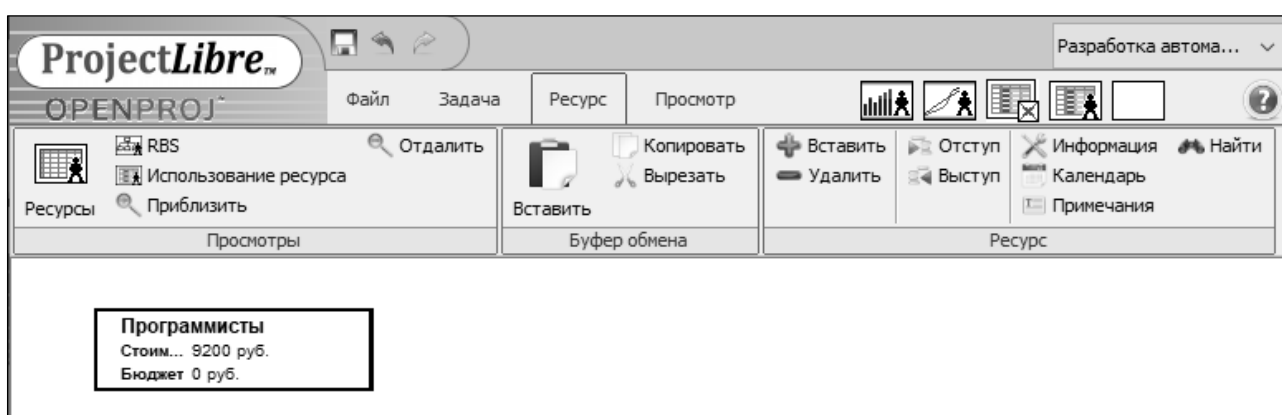 ProjectLibre™
OPENPROJ
Разработка автома...
Файл Задача Ресурс Просмотр
RBS Отдалить
Использование ресурса
Приблизить
Ресурсы
Просмотры
Копировать
Вырезать
Вставить
Буфер обмена
Вставить Отступ Информация Найти
Удалить Выступ Календарь
Примечания
Ресурс
Программисты
Стоим... 9200 руб.
Бюджет 0 руб.